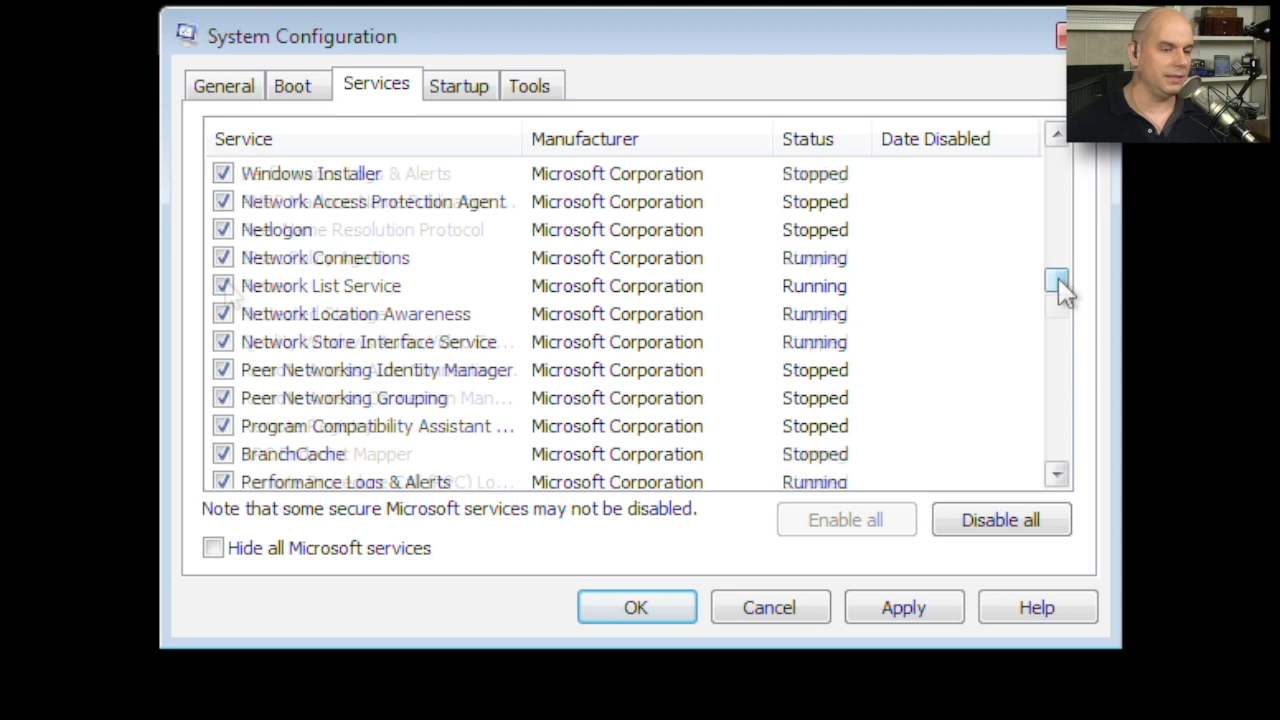 System Configuration
General Boot Services Startup Tools
Service Manufacturer Status Date Disabled
Windows Installer Microsoft Corporation Stopped
Network Access Protection Agent Microsoft Corporation Stopped
Netlogon Microsoft Corporation Stopped
Network Connections Microsoft Corporation Running
Network List Service Microsoft Corporation Running
Network Location Awareness Microsoft Corporation Running
Network Store Interface Service Microsoft Corporation Running
Peer Networking Identity Manager Microsoft Corporation Stopped
Peer Networking Grouping Microsoft Corporation Stopped
Program Compatibility Assistant ... Microsoft Corporation Stopped
BranchCache Microsoft Corporation Stopped
Performance Logs & Alerts Microsoft Corporation Running
Note that some secure Microsoft services may not be disabled.
Enable all Disable all
Hide all Microsoft services
OK Cancel Apply Help